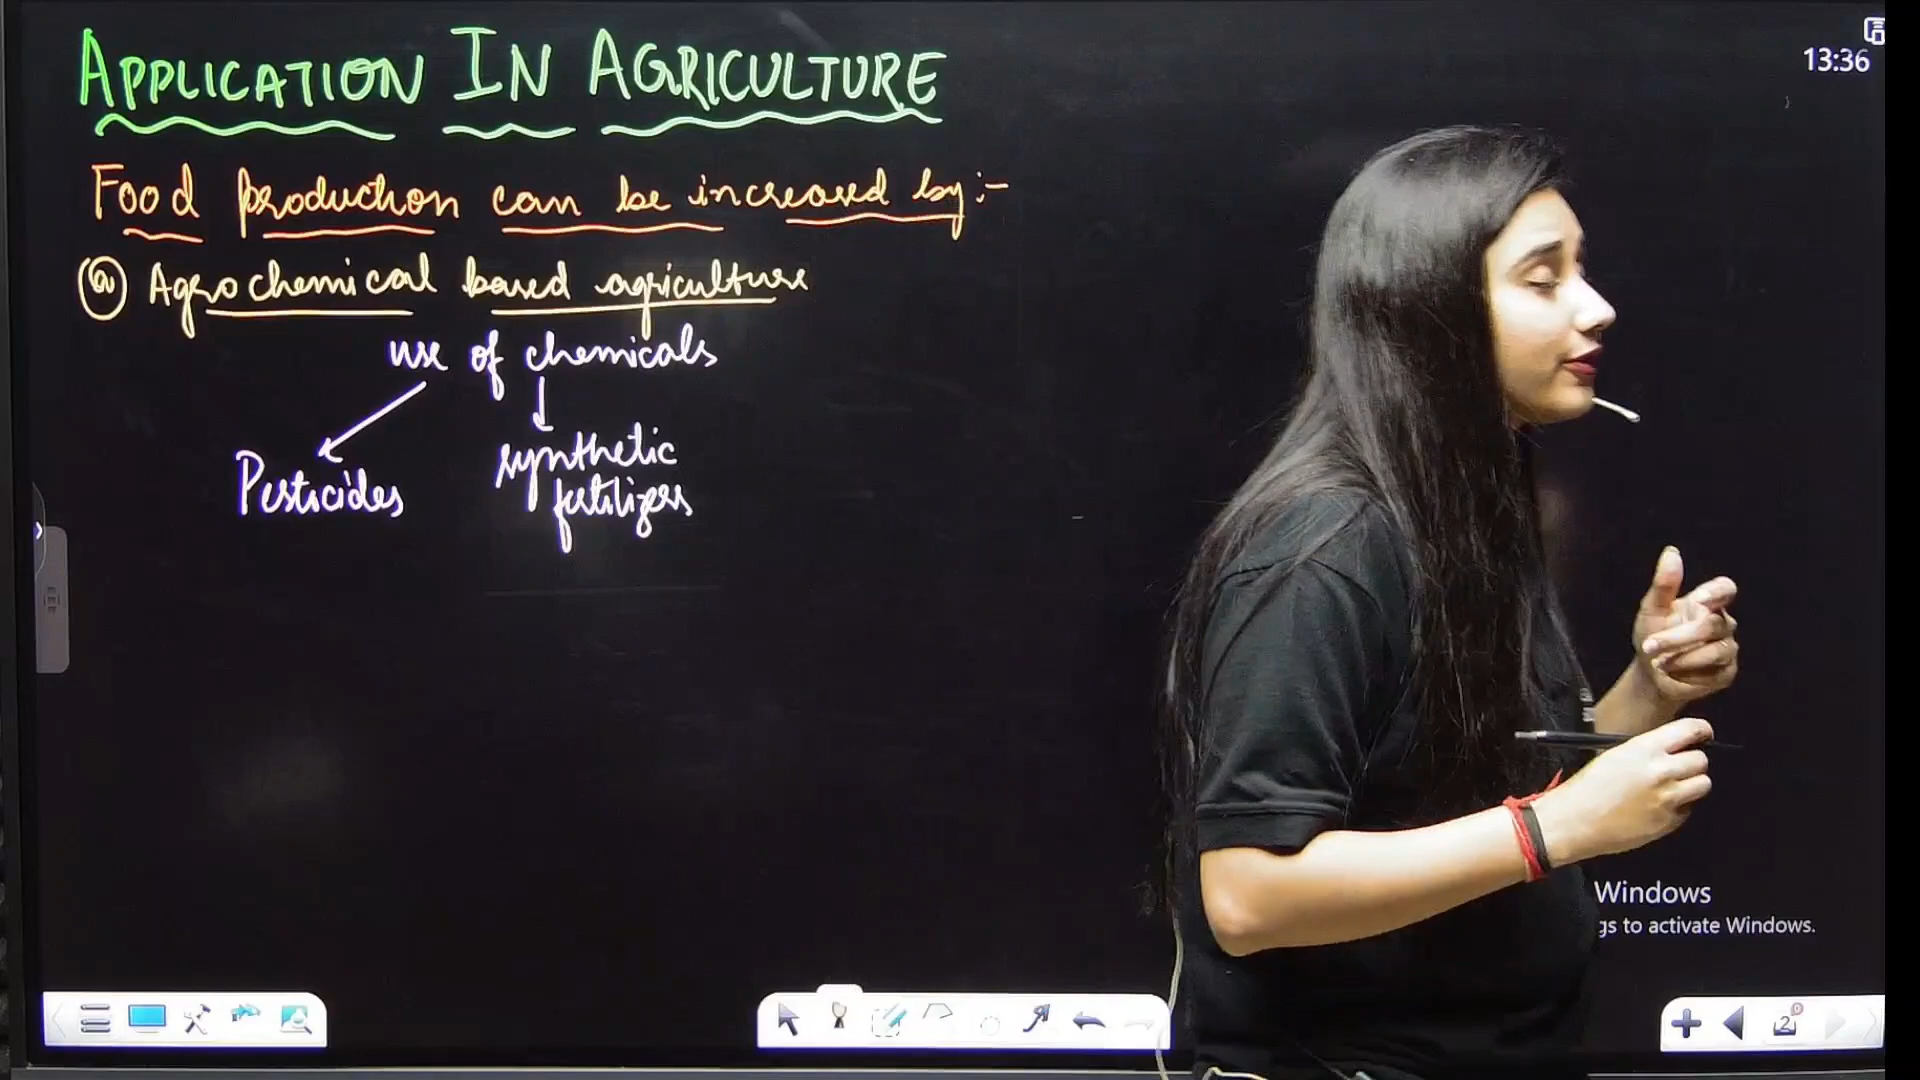 13:36
APPLICATION IN AGRICULTURE
Food production can be increased by:-
(a) Agrochemical based agriculture
use of chemicals
Pesticides
synthetic
fertilizers
Windows
gs to activate Windows.
2